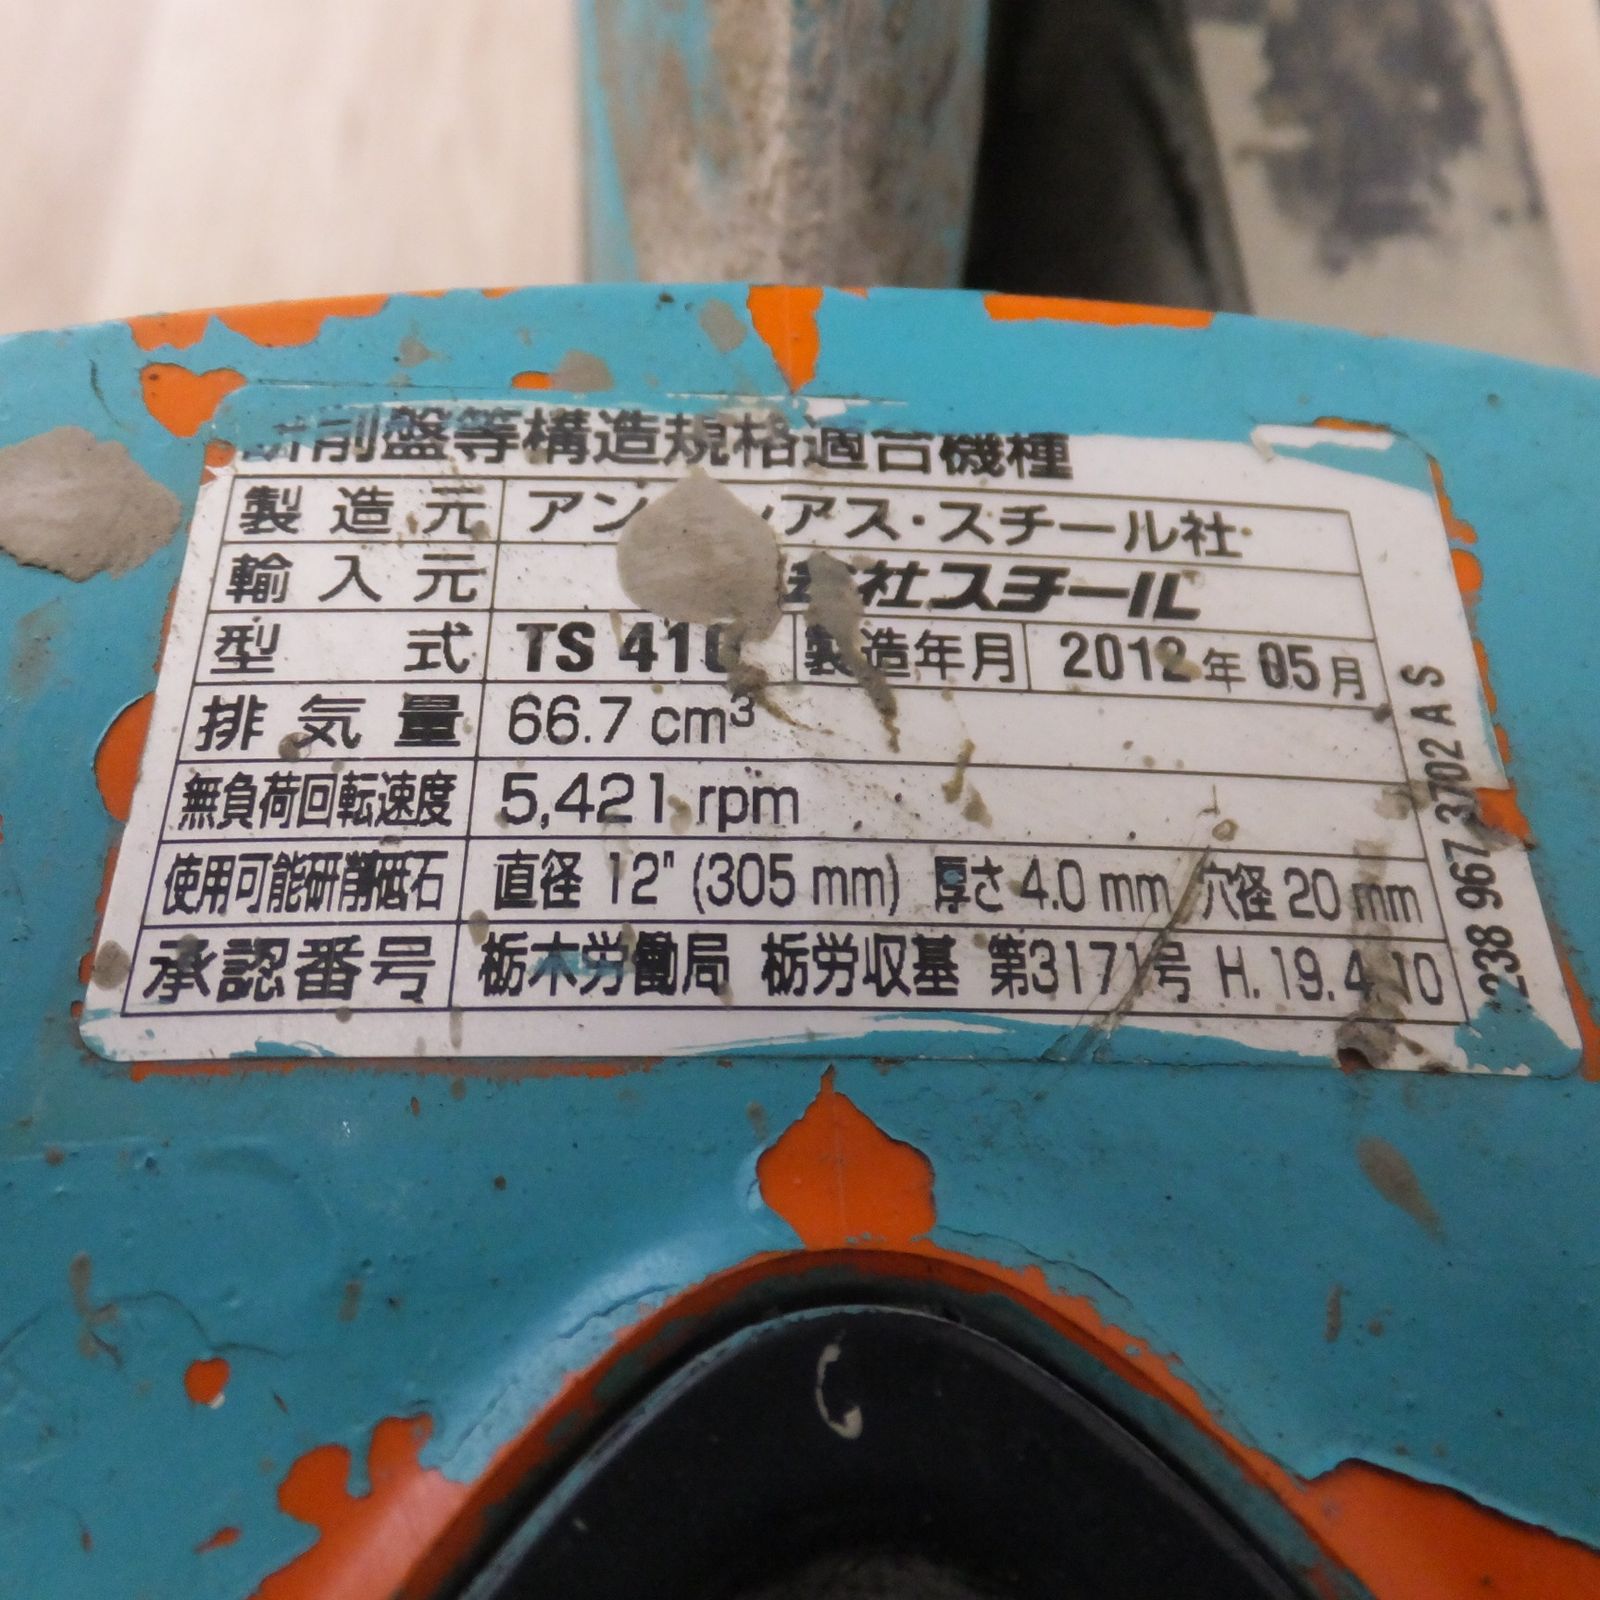 削盤等構造規格適合機種
製造元 アン アス・スチール社
輸入元 会社スチール
型式 TS 410 製造年月 2012年05月
排気量 66.7 cm³
無負荷回転速度 5,421 rpm
使用可能研削砥石 直径 12" (305 mm) 厚さ 4.0 mm 穴径 20 mm
承認番号 栃木労働局 栃労収基 第3171号 H.19.4.10
238 967 3702 A S